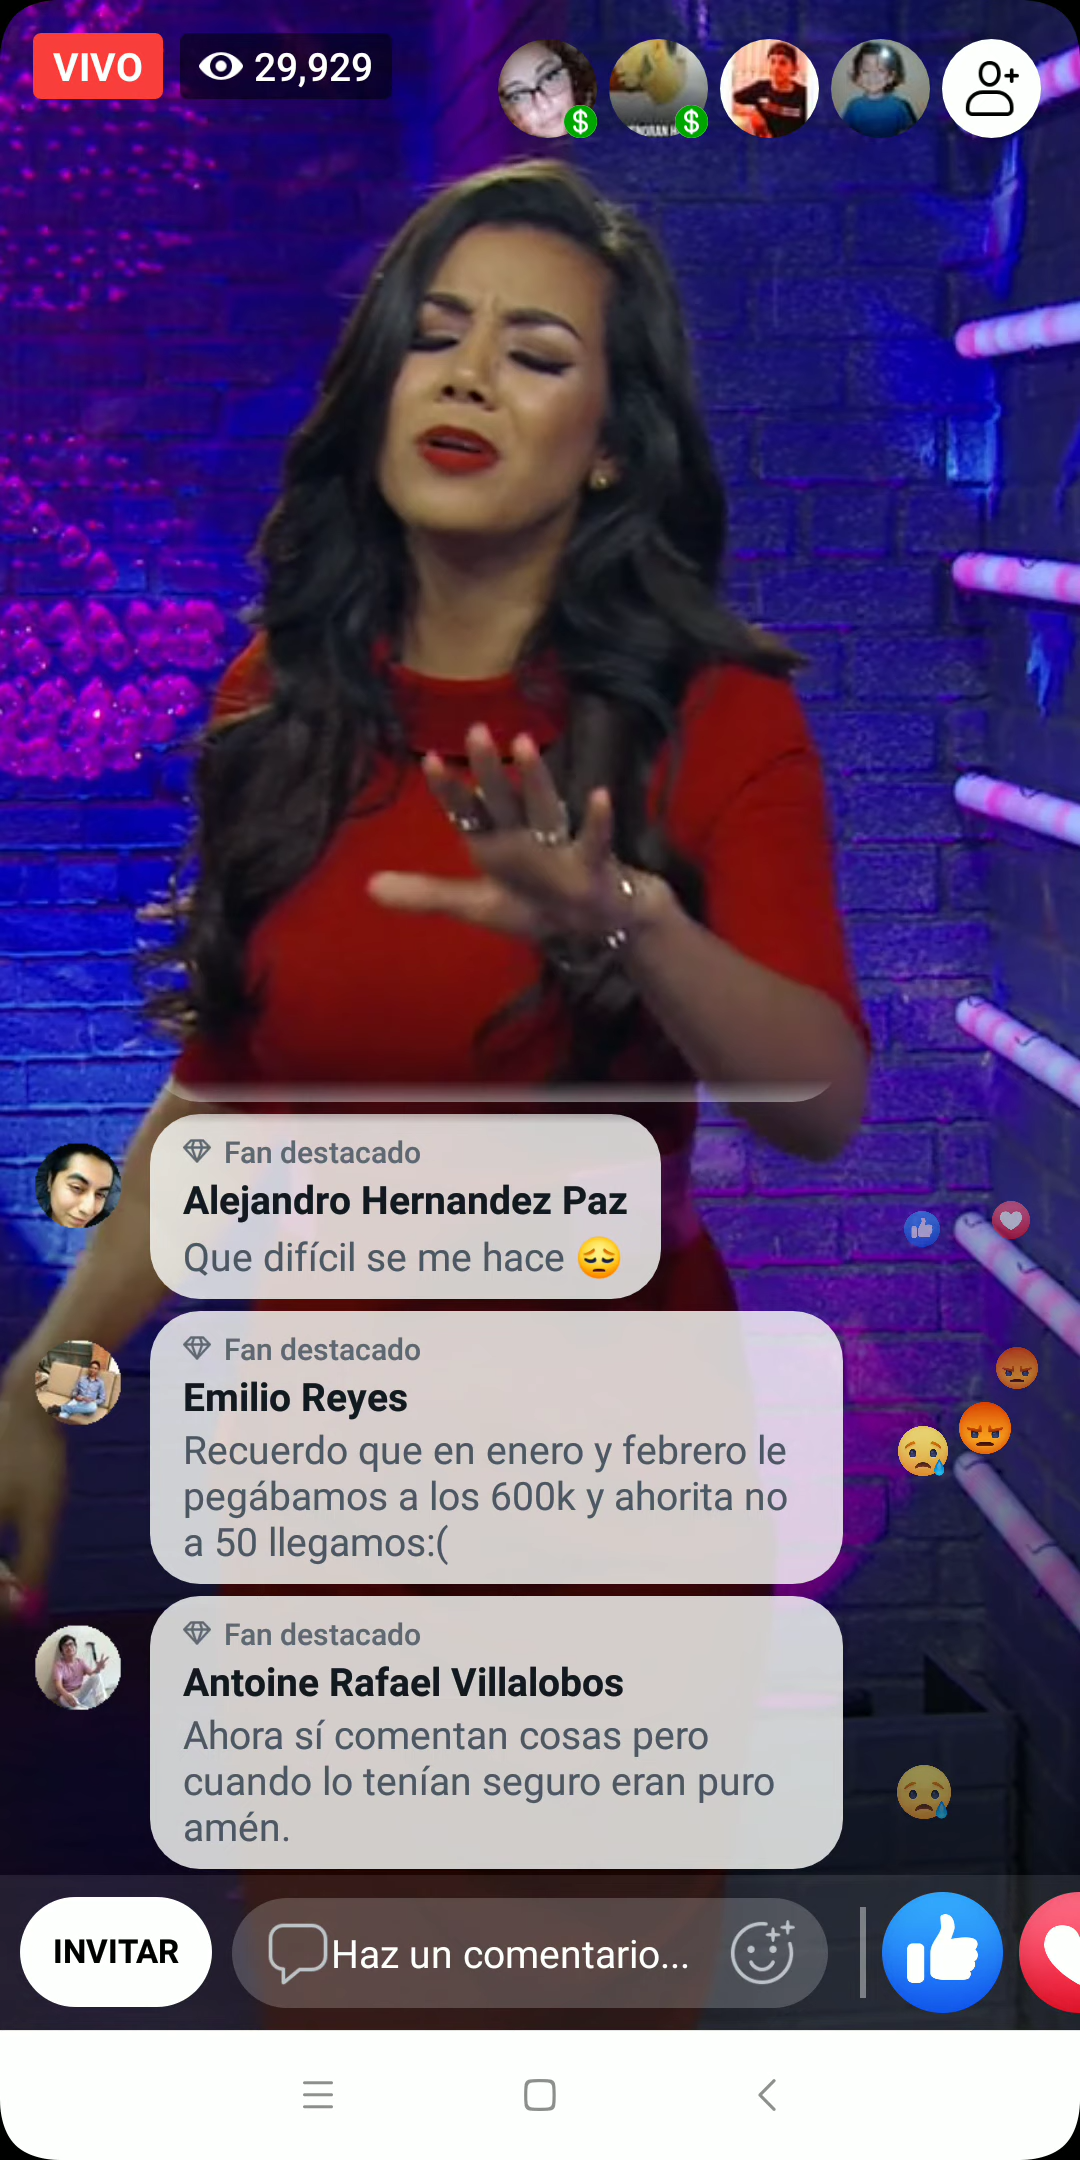 VIVO
29,929
Fan destacado
Alejandro Hernandez Paz
Que difícil se me hace 😔
Fan destacado
Emilio Reyes
Recuerdo que en enero y febrero le
pegábamos a los 600k y ahorita no
a 50 llegamos:(
Fan destacado
Antoine Rafael Villalobos
Ahora sí comentan cosas pero
cuando lo tenían seguro eran puro
amén.
INVITAR
Haz un comentario...